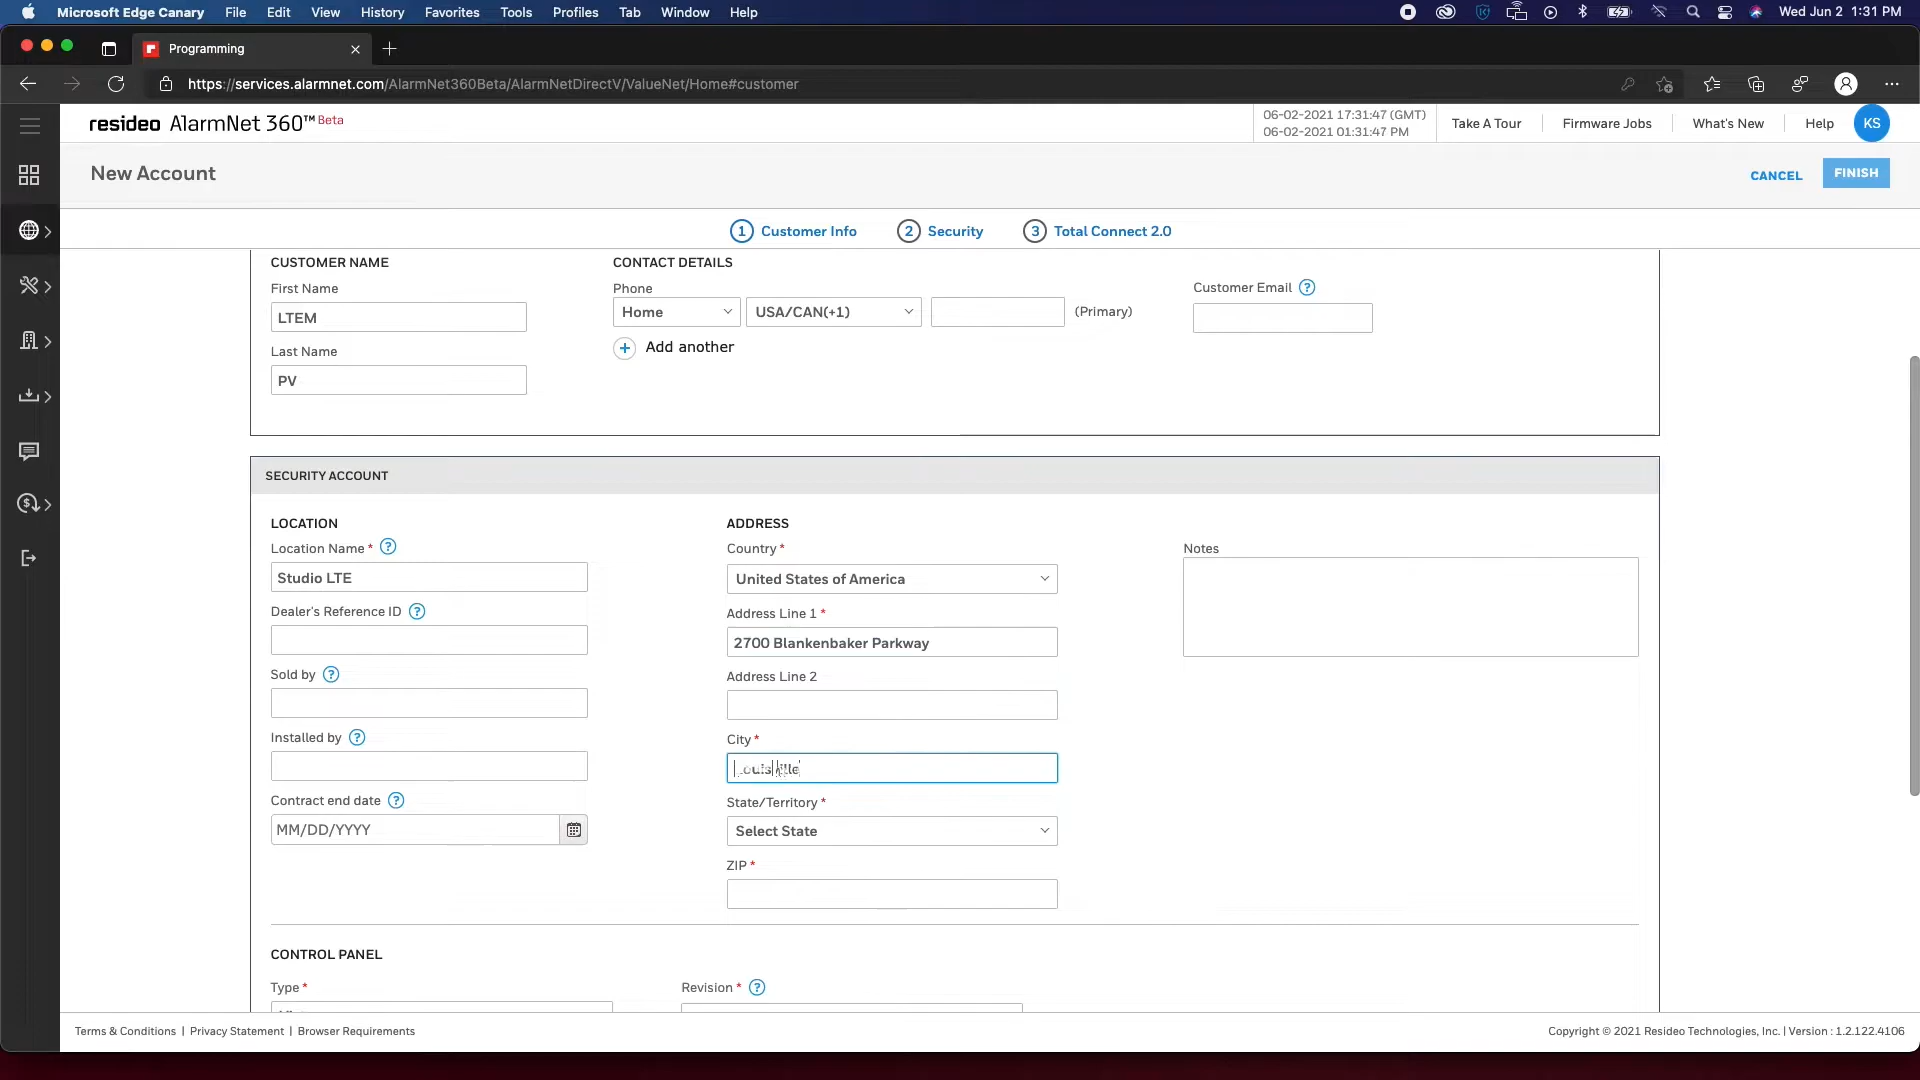 Microsoft Edge Canary File Edit View History Favorites Tools Profiles Tab Window Help Wed Jun 2 1:31 PM
Programming
https://services.alarmnet.com/AlarmNet360Beta/AlarmNetDirectV/ValueNet/Home#customer
resideo AlarmNet 360™ Beta
06-02-2021 17:31:47 (GMT)
06-02-2021 01:31:47 PM
Take A Tour Firmware Jobs What's New Help KS
New Account
CANCEL FINISH
1 Customer Info 2 Security 3 Total Connect 2.0
CUSTOMER NAME
First Name
LTEM
Last Name
PV
CONTACT DETAILS
Phone
Home USA/CAN(+1) (Primary)
+ Add another
Customer Email ?
SECURITY ACCOUNT
LOCATION
Location Name * ?
Studio LTE
Dealer's Reference ID ?
Sold by ?
Installed by ?
Contract end date ?
MM/DD/YYYY
ADDRESS
Country *
United States of America
Address Line 1 *
2700 Blankenbaker Parkway
Address Line 2
City *
State/Territory *
Select State
ZIP *
Notes
CONTROL PANEL
Type *
Revision * ?
Terms & Conditions | Privacy Statement | Browser Requirements
Copyright © 2021 Resideo Technologies, Inc. | Version : 1.2.122.4106